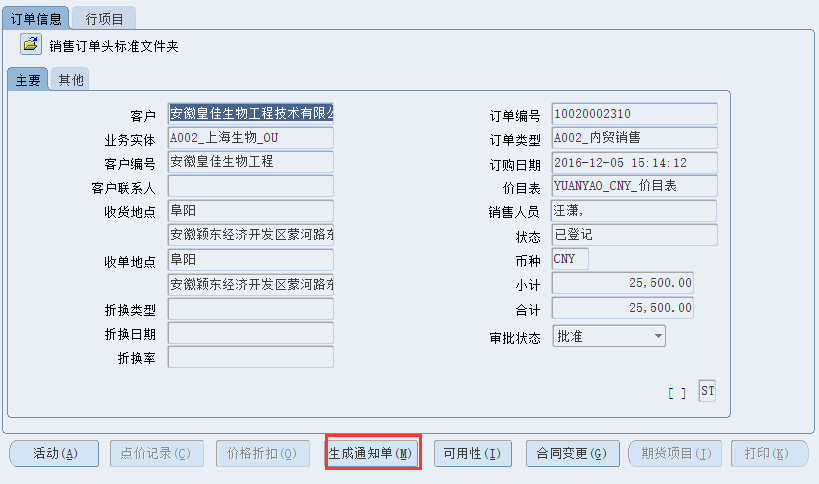 订单信息 行项目
销售订单头标准文件夹
主要 其他
客户 安徽皇佳生物工程技术有限公
业务实体 A002_上海生物_OU
客户编号 安徽皇佳生物工程
客户联系人
收货地点 阜阳
安徽颍东经济开发区蒙河路东
收单地点 阜阳
安徽颍东经济开发区蒙河路东
折换类型
折换日期
折换率
订单编号 10020002310
订单类型 A002_内贸销售
订购日期 2016-12-05 15:14:12
价目表 YUANYAO_CNY_价目表
销售人员 汪潇,
状态 已登记
币种 CNY
小计 25,500.00
合计 25,500.00
审批状态 批准
[ ] ST
活动(A) 点价记录(C) 价格折扣(Q) 生成通知单(M) 可用性(I) 合同变更(G) 期货项目(J) 打印(K)